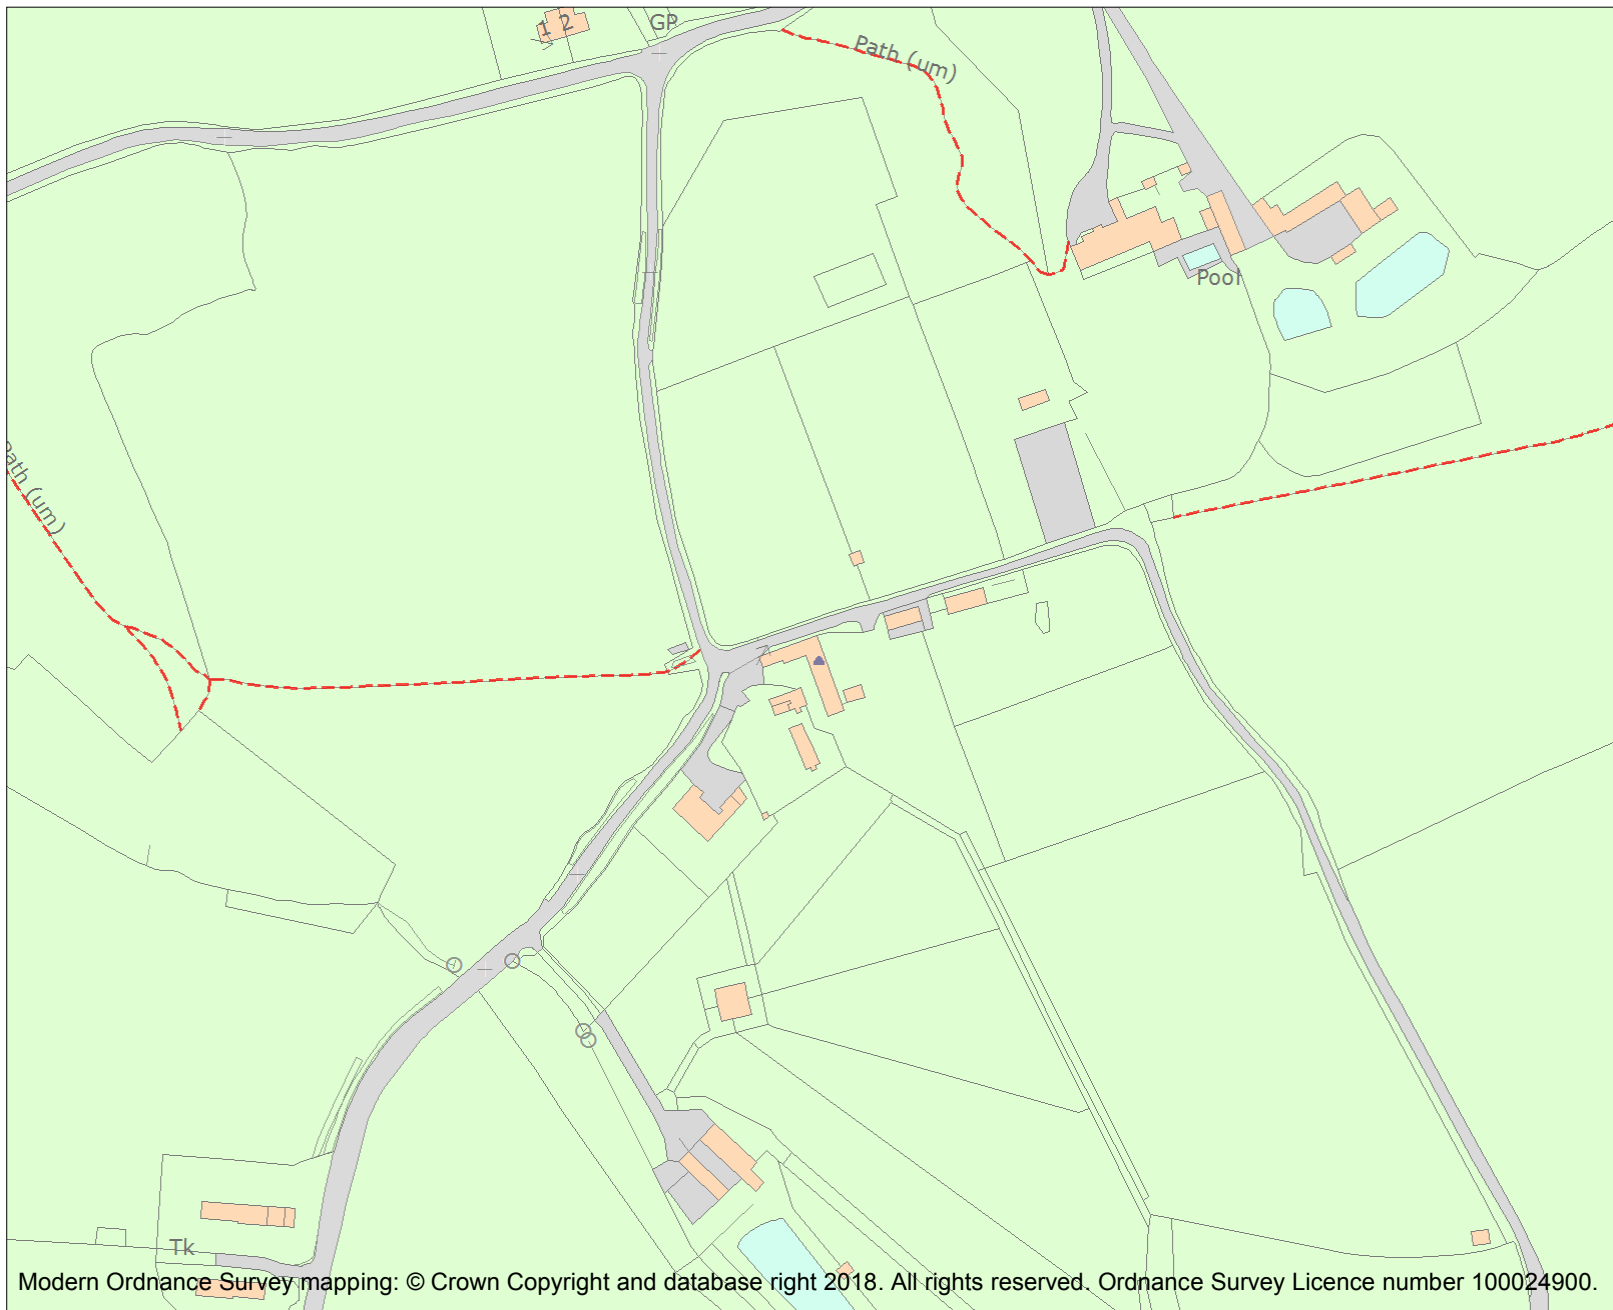 1 2
GP
Path (um)
Pool
Path (um)
Tk
Modern Ordnance Survey mapping: © Crown Copyright and database right 2018. All rights reserved. Ordnance Survey Licence number 100024900.